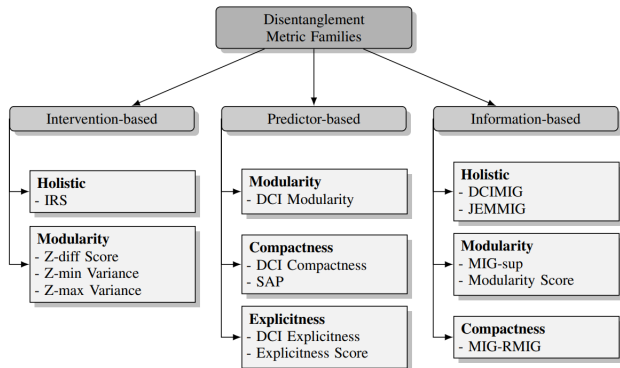 Disentanglement
Metric Families
Intervention-based
Predictor-based
Information-based
Holistic
- IRS
Modularity
- Z-diff Score
- Z-min Variance
- Z-max Variance
Modularity
- DCI Modularity
Compactness
- DCI Compactness
- SAP
Explicitness
- DCI Explicitness
- Explicitness Score
Holistic
- DCIMIG
- JEMMIG
Modularity
- MIG-sup
- Modularity Score
Compactness
- MIG-RMIG